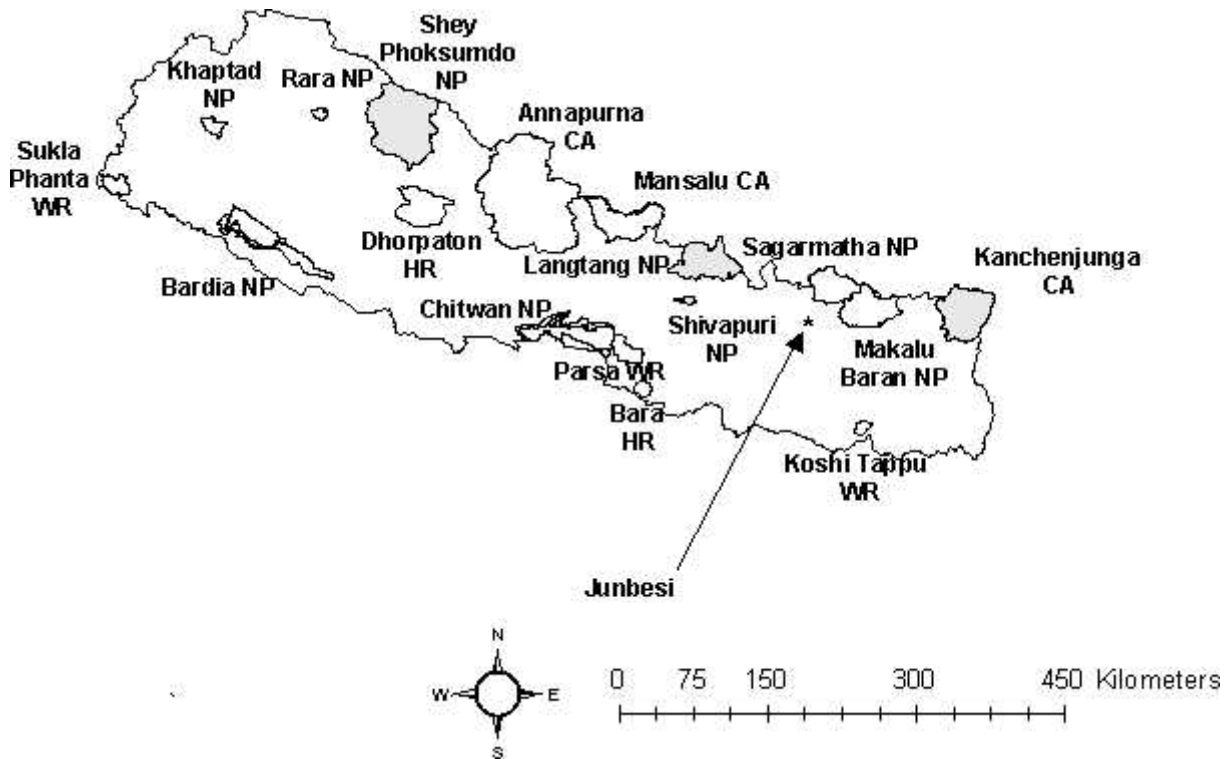 Shey
Phoksumdo
NP
Khaptad
NP
Rara NP
Annapurna
CA
Sukla
Phanta
WR
Mansalu CA
Dhorpaton
HR
Sagarmatha NP
Langtang NP
Kanchenjunga
CA
Bardia NP
Chitwan NP
Shivapuri
NP
Makalu
Baran NP
Parsa WR
Bara
HR
Koshi Tappu
WR
Junbesi
N
W
E
S
0 75 150 300 450 Kilometers